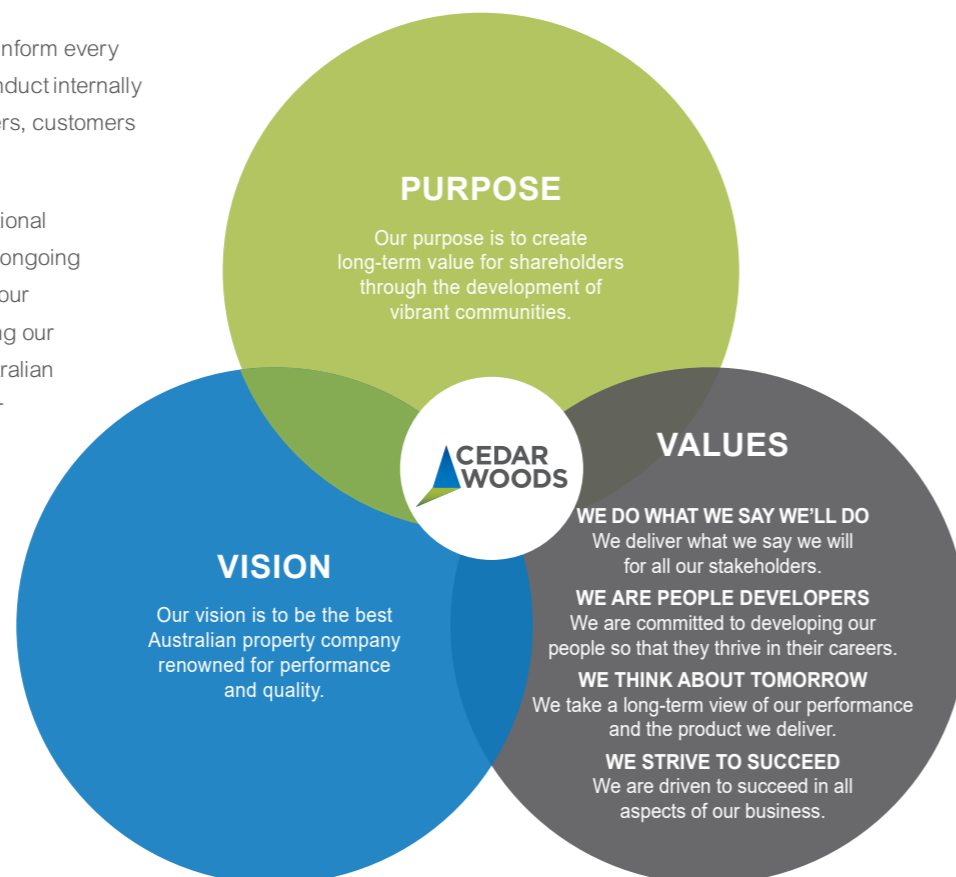 inform every
nduct internally
ers, customers
tional
ongoing
our
ng our
ralian
PURPOSE
Our purpose is to create
long-term value for shareholders
through the development of
vibrant communities.
CEDAR
WOODS
VISION
Our vision is to be the best
Australian property company
renowned for performance
and quality.
VALUES
WE DO WHAT WE SAY WE’LL DO
We deliver what we say we will
for all our stakeholders.
WE ARE PEOPLE DEVELOPERS
We are committed to developing our
people so that they thrive in their careers.
WE THINK ABOUT TOMORROW
We take a long-term view of our performance
and the product we deliver.
WE STRIVE TO SUCCEED
We are driven to succeed in all
aspects of our business.